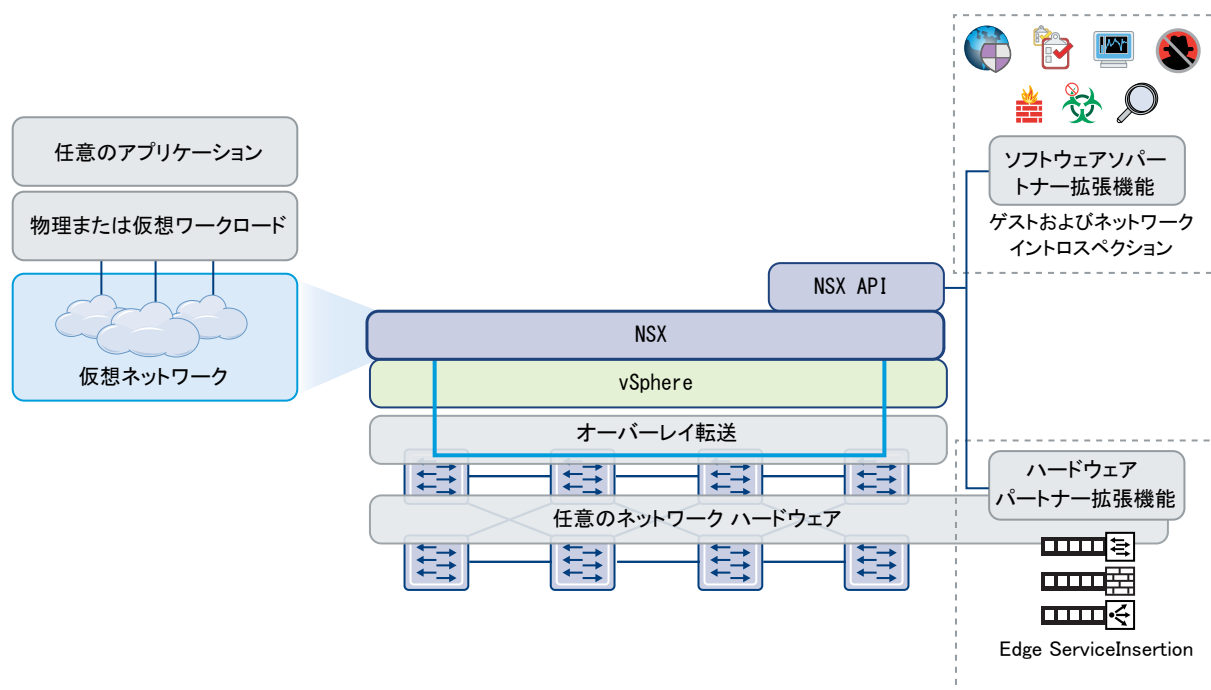 任意のアプリケーション
物理または仮想ワークロード
仮想ネットワーク
NSX API
NSX
vSphere
オーバーレイ転送
任意のネットワーク ハードウェア
ソフトウェアソパー
トナー拡張機能
ゲストおよびネットワーク
イントロスペクション
ハードウェア
パートナー拡張機能
Edge ServiceInsertion